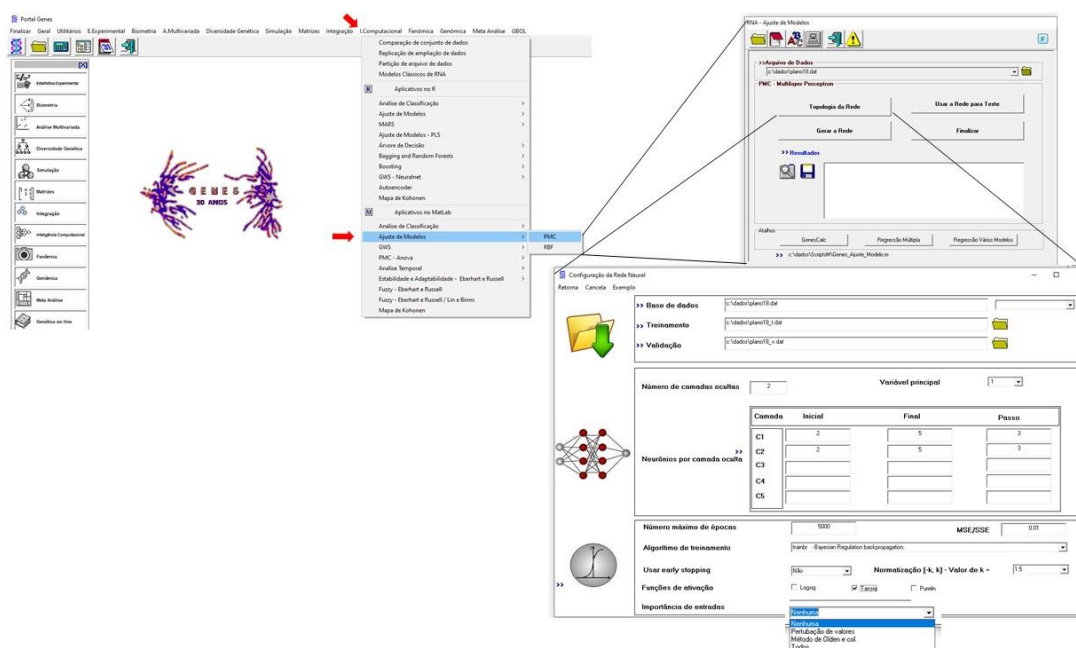 Portal Genes
Finalizar Geral Utilitários E.Experimental Biometria A.Multivariada Diversidade Genética Simulação Matrizes Integração I.Computacional Fenômica Genômica Meta Análise GBOL
Estatística Experimental
Biometria
Análise Multivariada
Diversidade Genética
Simulação
Matrizes
Integração
Inteligência Computacional
Fenômica
Genômica
Meta Análise
Genética on-line
GENES
30 ANOS
Comparação de conjunto de dados
Replicação de ampliação de dados
Partição de arquivo de dados
Modelos Clássicos de RNA
R Aplicativos no R
Análise de Classificação
Ajuste de Modelos
MARS
Ajuste de Modelos - PLS
Árvore de Decisão
Bagging and Random Forests
Boosting
GWS - Neuralnet
Autoencoder
Mapa de Kohonen
M Aplicativos no MatLab
Análise de Classificação
Ajuste de Modelos
GWS
PMC - Anova
Análise Temporal
Estabilidade e Adaptabilidade - Eberhart e Russell
Fuzzy - Eberhart e Russell
Fuzzy - Eberhart e Russell / Lin e Binns
Mapa de Kohonen
PMC
RBF
RNA - Ajuste de Modelos
>>Arquivo de Dados
c:\dados\plano18.dat
PMC - Multilayer Perceptron
Topologia da Rede
Usar a Rede para Teste
Gerar a Rede
Finalizar
>> Resultados
Atalhos
GenesCalc
Regressão Múltipla
Regressão Vários Modelos
>> c:\dados\ScriptsM\Genes_Ajuste_Modelo.m
Configuração da Rede Neural
Retorna Cancela Exemplo
>> Base de dados c:\dados\plano18.dat
>> Treinamento c:\dados\plano18_t.dat
>> Validação c:\dados\plano18_v.dat
Número de camadas ocultas 2 Variável principal 1
Camada Inicial Final Passo
C1 2 5 3
>> C2 2 5 3
Neurônios por camada oculta
C3
C4
C5
Número máximo de épocas 5000 MSE/SSE 0.01
Algoritmo de treinamento trainbr - Bayesian Regulation backpropagation.
Usar early stopping Não Normatização [-k, k] - Valor de k = 1.5
>> Funções de ativação Logsig Tansig Purelin
Importância de entradas Nenhuma
Nenhuma
Pertubação de valores
Método de Olden e col
Todos